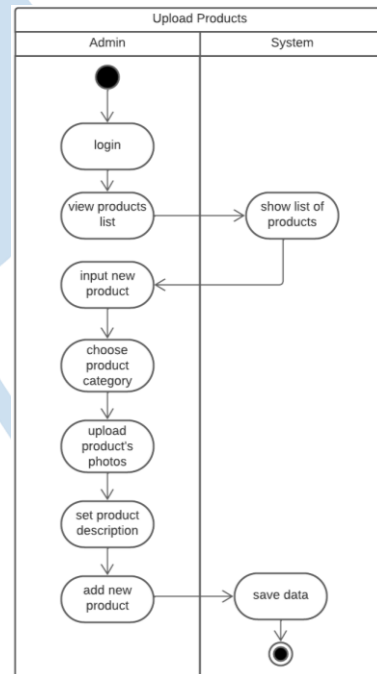 Upload Products
Admin
System
login
view products
list
show list of
products
input new
product
choose
product
category
upload
product's
photos
set product
description
add new
product
save data